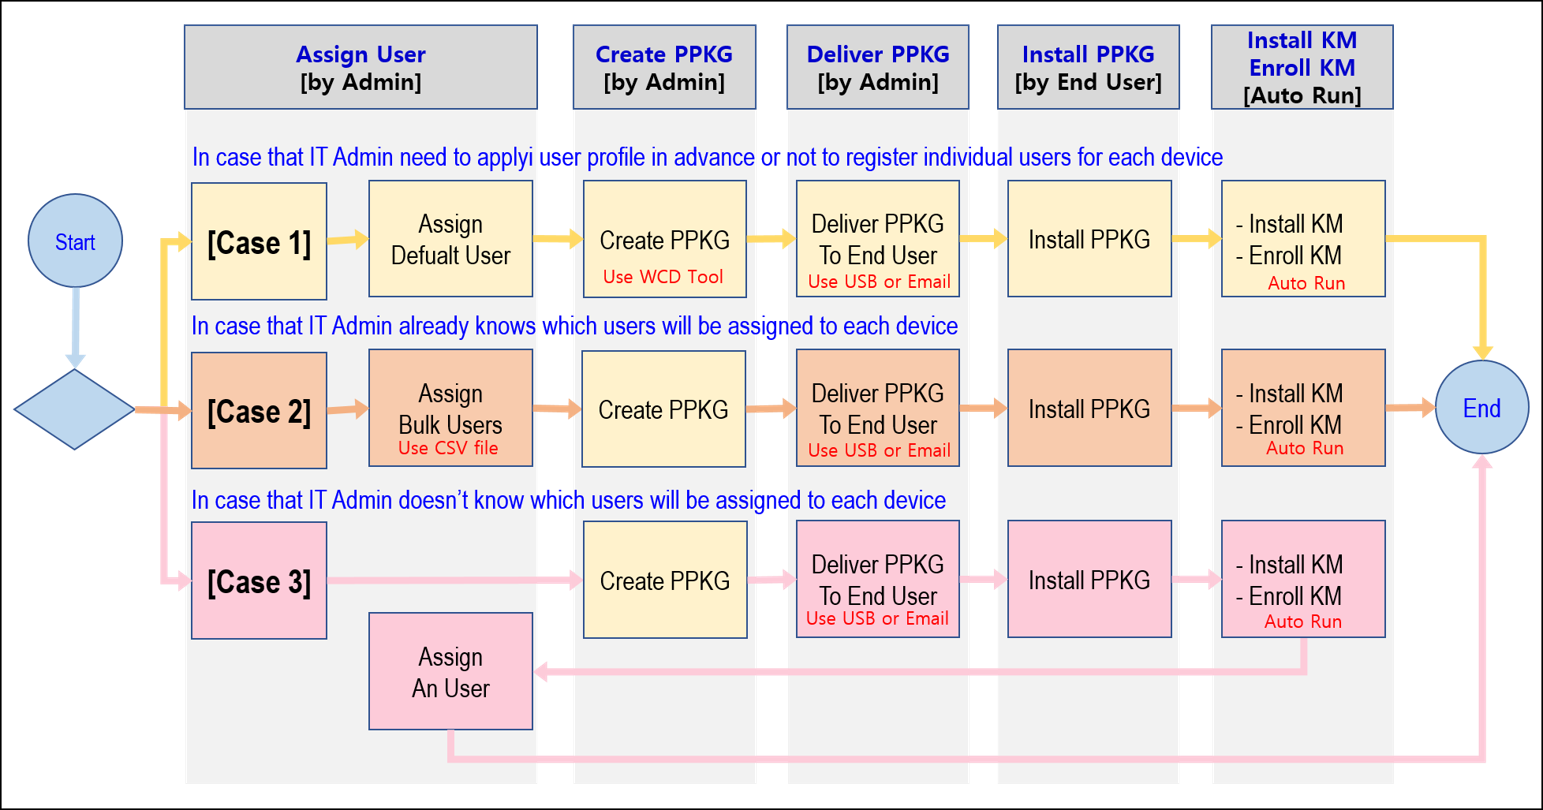 Assign User
[by Admin]
Create PPKG
[by Admin]
Deliver PPKG
[by Admin]
Install PPKG
[by End User]
Install KM
Enroll KM
[Auto Run]
In case that IT Admin need to applyi user profile in advance or not to register individual users for each device
Start
[Case 1]
Assign
Defualt User
Create PPKG
Use WCD Tool
Deliver PPKG
To End User
Use USB or Email
Install PPKG
- Install KM
- Enroll KM
Auto Run
In case that IT Admin already knows which users will be assigned to each device
[Case 2]
Assign
Bulk Users
Use CSV file
Create PPKG
Deliver PPKG
To End User
Use USB or Email
Install PPKG
- Install KM
- Enroll KM
Auto Run
End
In case that IT Admin doesn’t know which users will be assigned to each device
[Case 3]
Create PPKG
Deliver PPKG
To End User
Use USB or Email
Install PPKG
- Install KM
- Enroll KM
Auto Run
Assign
An User